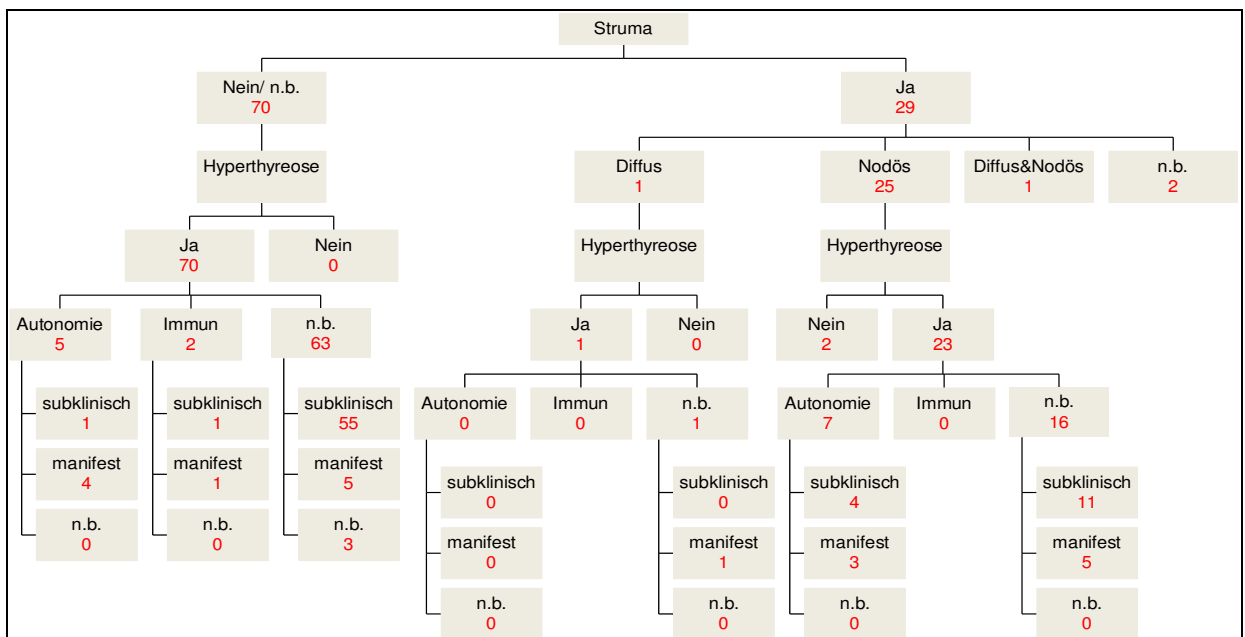 Struma
Nein/ n.b.
70
Ja
29
Hyperthyreose
Diffus
1
Nodös
25
Diffus&Nodös
1
n.b.
2
Ja
70
Nein
0
Hyperthyreose
Hyperthyreose
Autonomie
5
Immun
2
n.b.
63
Ja
1
Nein
0
Nein
2
Ja
23
subklinisch
1
manifest
4
n.b.
0
subklinisch
1
manifest
1
n.b.
0
subklinisch
55
manifest
5
n.b.
3
Autonomie
0
Immun
0
n.b.
1
Autonomie
7
Immun
0
n.b.
16
subklinisch
0
manifest
0
n.b.
0
subklinisch
0
manifest
1
n.b.
0
subklinisch
4
manifest
3
n.b.
0
subklinisch
11
manifest
5
n.b.
0